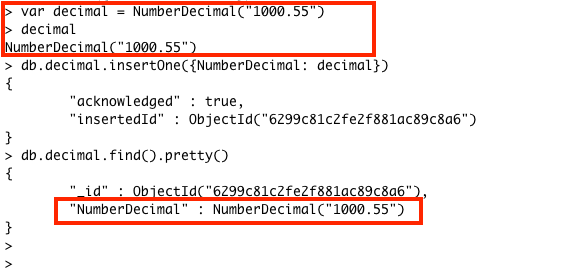 > var decimal = NumberDecimal("1000.55")
> decimal
NumberDecimal("1000.55")
> db.decimal.insertOne({NumberDecimal: decimal})
{
        "acknowledged" : true,
        "insertedId" : ObjectId("6299c81c2fe2f881ac89c8a6")
}
> db.decimal.find().pretty()
{
        "_id" : ObjectId("6299c81c2fe2f881ac89c8a6"),
        "NumberDecimal" : NumberDecimal("1000.55")
}
>
>